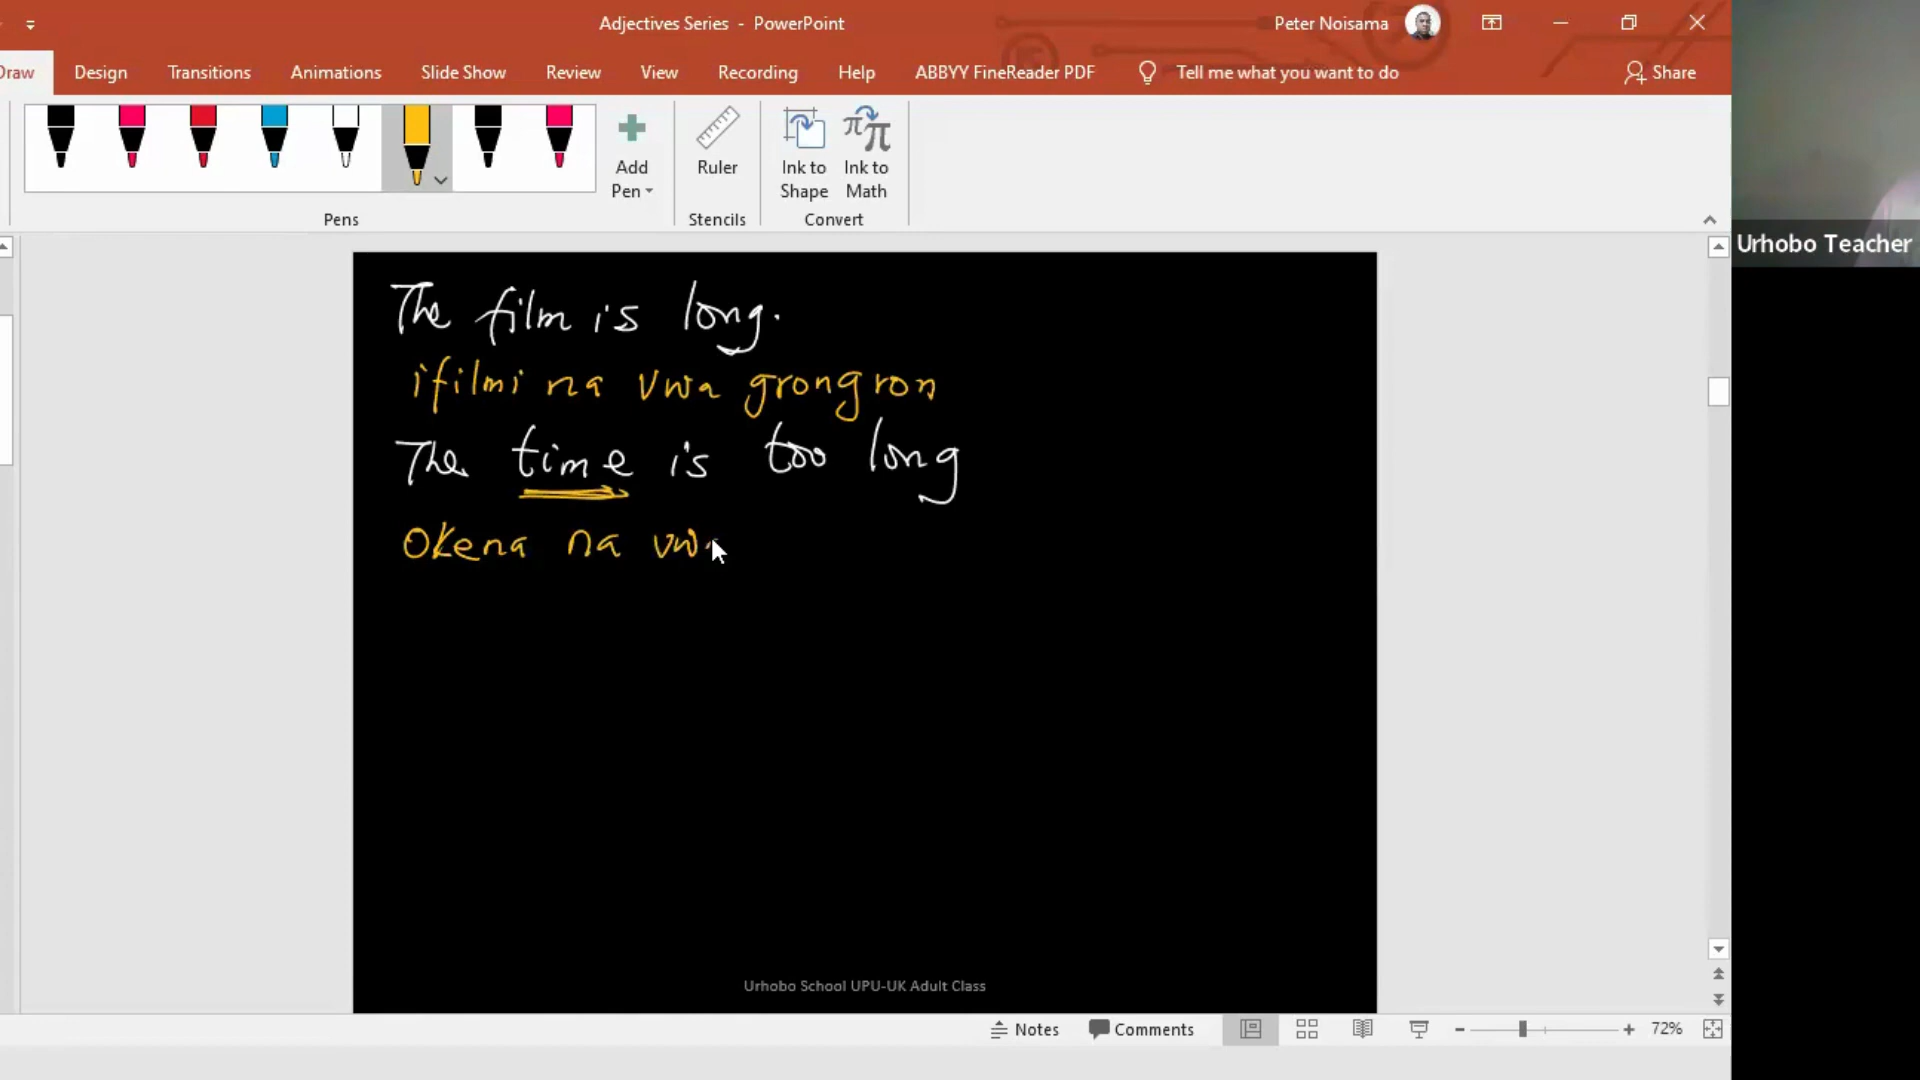 Adjectives Series - PowerPoint
Peter Noisama
Draw Design Transitions Animations Slide Show Review View Recording Help ABBYY FineReader PDF Tell me what you want to do Share
Add Pen
Ruler
Ink to Shape
Ink to Math
Pens
Stencils
Convert
Urhobo Teacher
The film is long.
ifilmi na vwa grongron
The time is too long
Okena na vwa
Urhobo School UPU-UK Adult Class
Notes Comments 72%